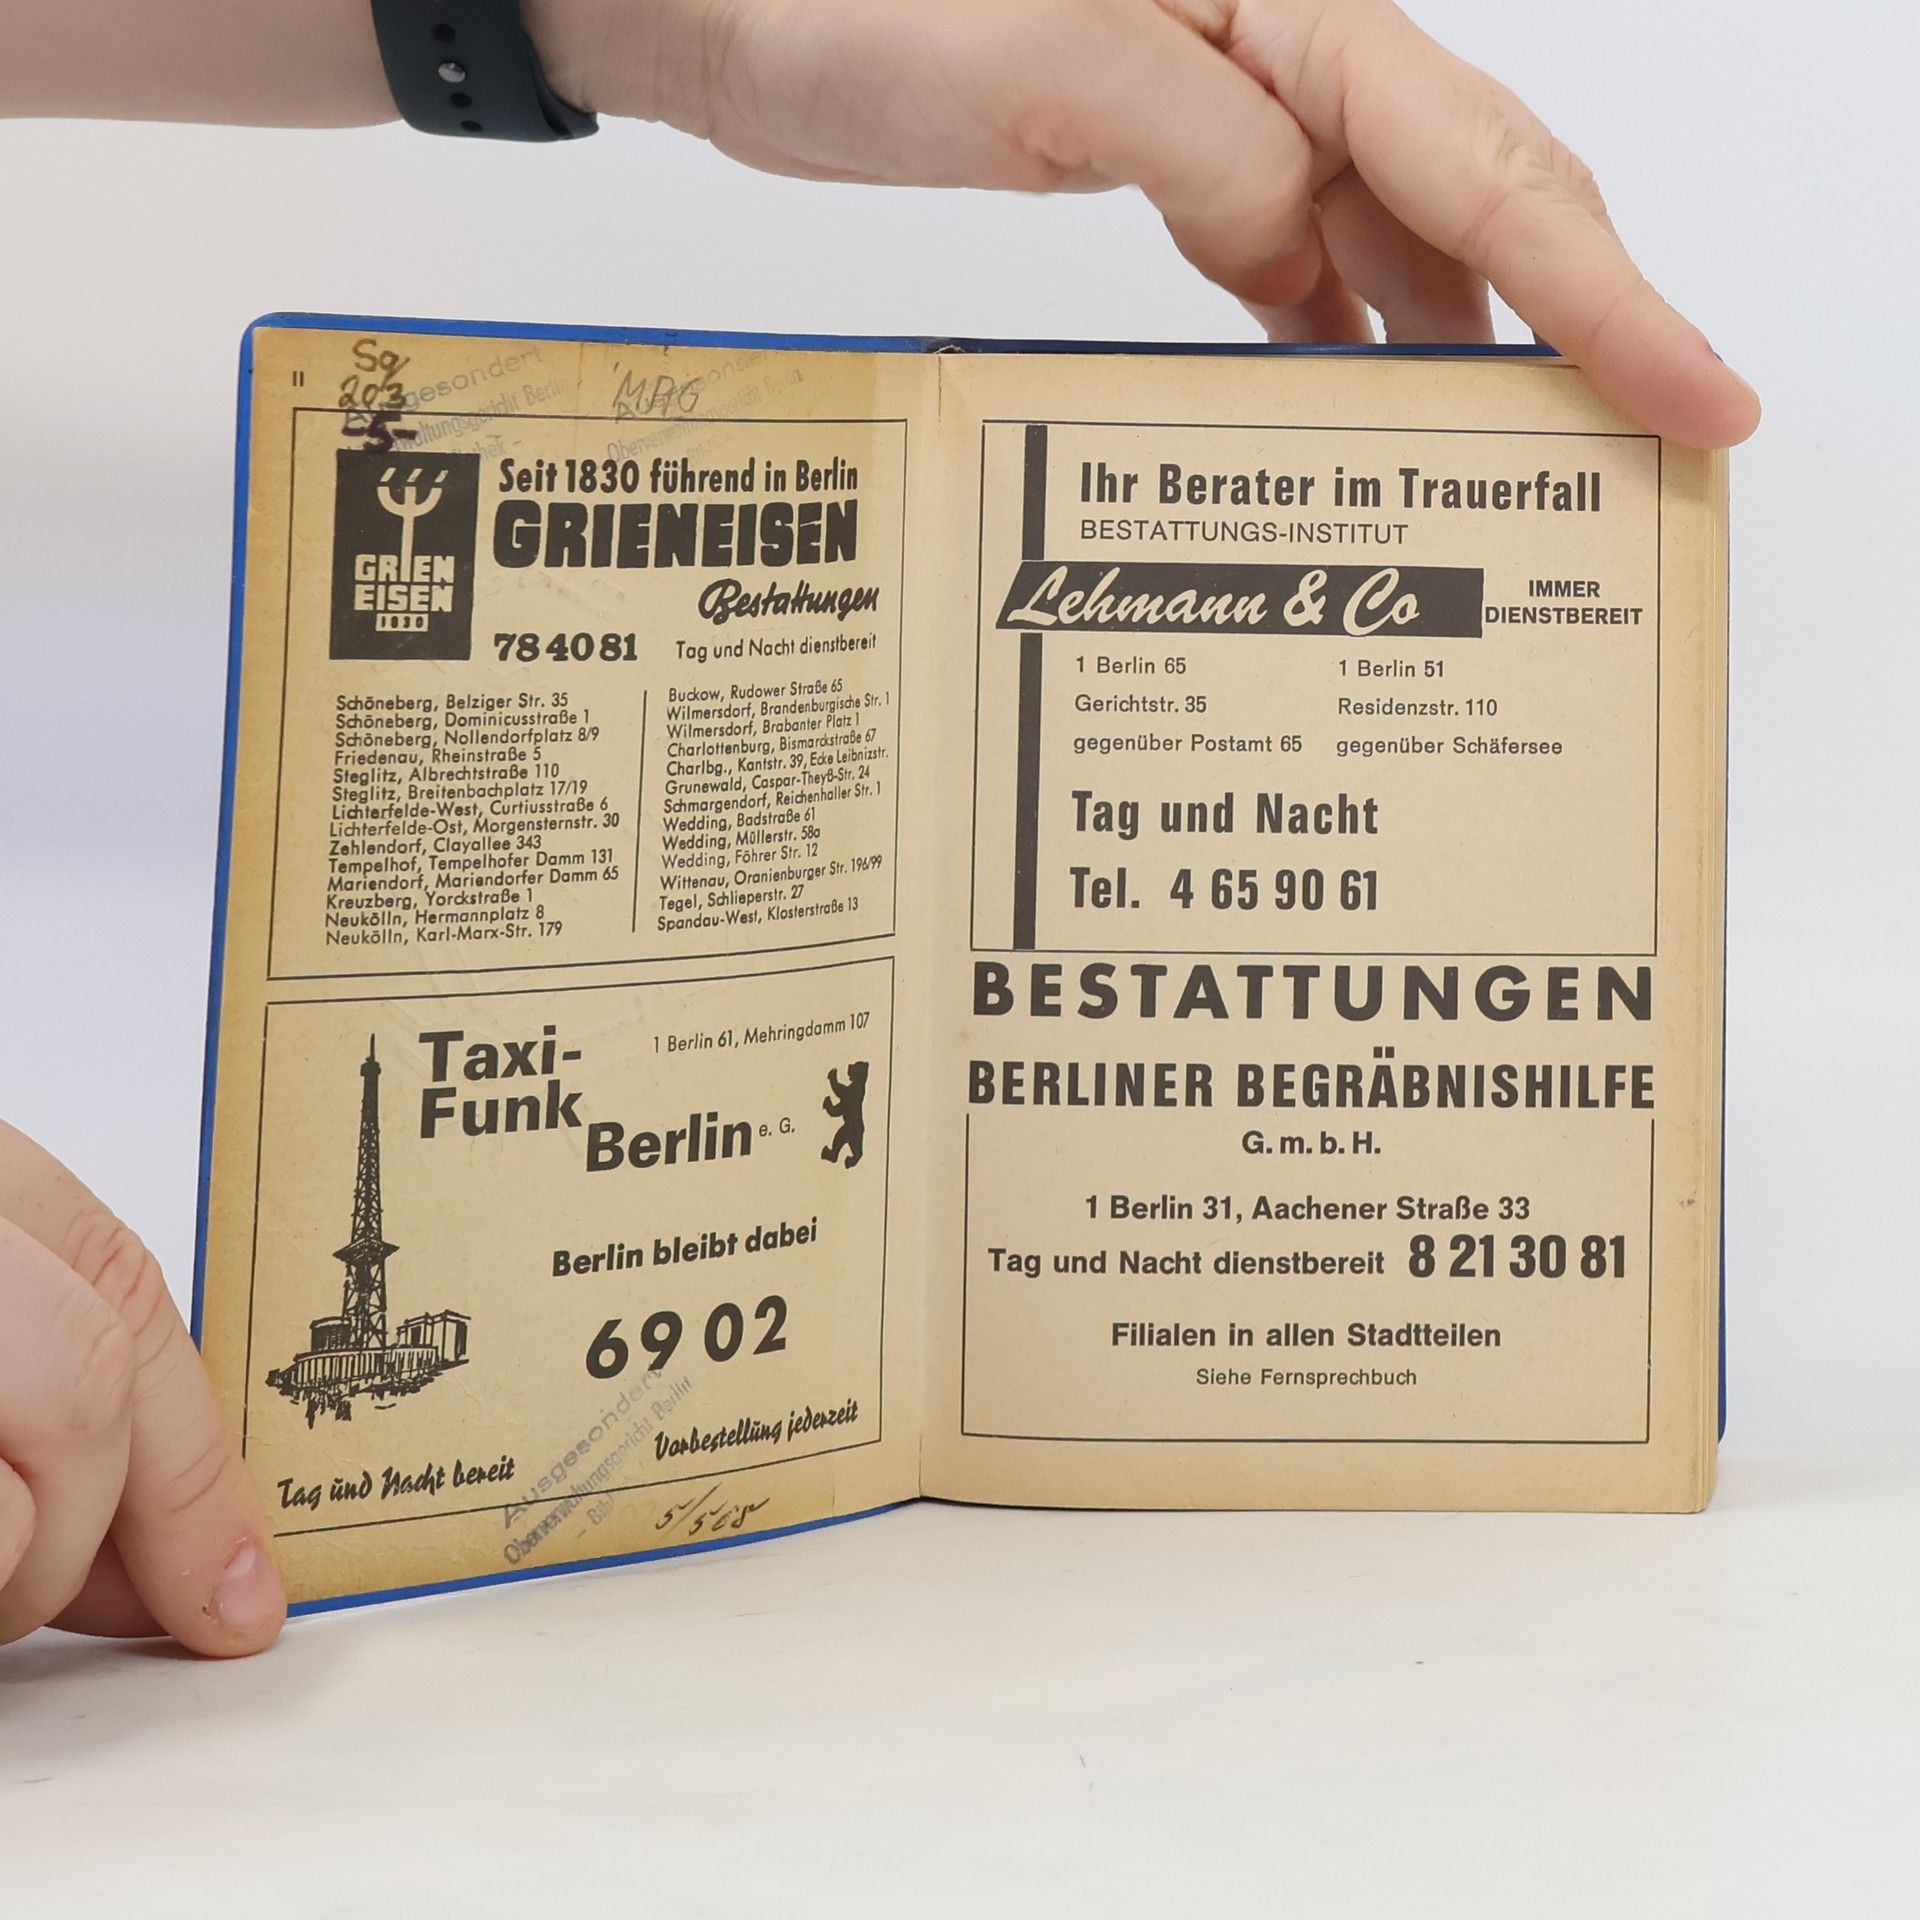 II
Sg
203
-5-
MBG
Seit 1830 führend in Berlin
GRIENEISEN
Bestattungen
GRIEN
EISEN
1830
78 40 81 Tag und Nacht dienstbereit
Schöneberg, Belziger Str. 35
Schöneberg, Dominicusstraße 1
Schöneberg, Nollendorfplatz 8/9
Friedenau, Rheinstraße 5
Steglitz, Albrechtstraße 110
Steglitz, Breitenbachplatz 17/19
Lichterfelde-West, Curtiusstraße 6
Lichterfelde-Ost, Morgensternstr. 30
Zehlendorf, Clayallee 343
Tempelhof, Tempelhofer Damm 131
Mariendorf, Mariendorfer Damm 65
Kreuzberg, Yorckstraße 1
Neukölln, Hermannplatz 8
Neukölln, Karl-Marx-Str. 179
Buckow, Rudower Straße 65
Wilmersdorf, Brandenburgische Str. 1
Wilmersdorf, Brabanter Platz 1
Charlottenburg, Bismarckstraße 67
Charlbg., Kantstr. 39, Ecke Leibnizstr.
Grunewald, Caspar-Theyß-Str. 24
Schmargendorf, Reichenhaller Str. 1
Wedding, Badstraße 61
Wedding, Müllerstr. 58a
Wedding, Föhrer Str. 12
Wittenau, Oranienburger Str. 196/99
Tegel, Schlieperstr. 27
Spandau-West, Klosterstraße 13
Taxi-
Funk
Berlin e. G.
1 Berlin 61, Mehringdamm 107
Berlin bleibt dabei
69 02
Tag und Nacht bereit
Vorbestellung jederzeit
Ausgesondert
Oberverwaltungsgericht Berlin
5/508
Ihr Berater im Trauerfall
BESTATTUNGS-INSTITUT
Lehmann & Co
IMMER
DIENSTBEREIT
1 Berlin 65
Gerichtstr. 35
gegenüber Postamt 65
1 Berlin 51
Residenzstr. 110
gegenüber Schäfersee
Tag und Nacht
Tel. 4 65 90 61
BESTATTUNGEN
BERLINER BEGRÄBNISHILFE
G. m. b. H.
1 Berlin 31, Aachener Straße 33
Tag und Nacht dienstbereit 8 21 30 81
Filialen in allen Stadtteilen
Siehe Fernsprechbuch